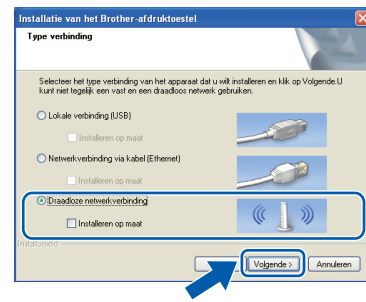 Installatie van het Brother-afdruktoestel
Type verbinding
Selecteer het type verbinding van het apparaat dat u wilt installeren en klik op Volgende.U
kunt niet tegelijk een vast en een draadloos netwerk gebruiken.
Lokale verbinding (USB)
Installeren op maat
Netwerkverbinding via kabel (Ethernet)
Installeren op maat
Draadloze netwerkverbinding
Installeren op maat
InstallShield
Volgende >
Annuleren